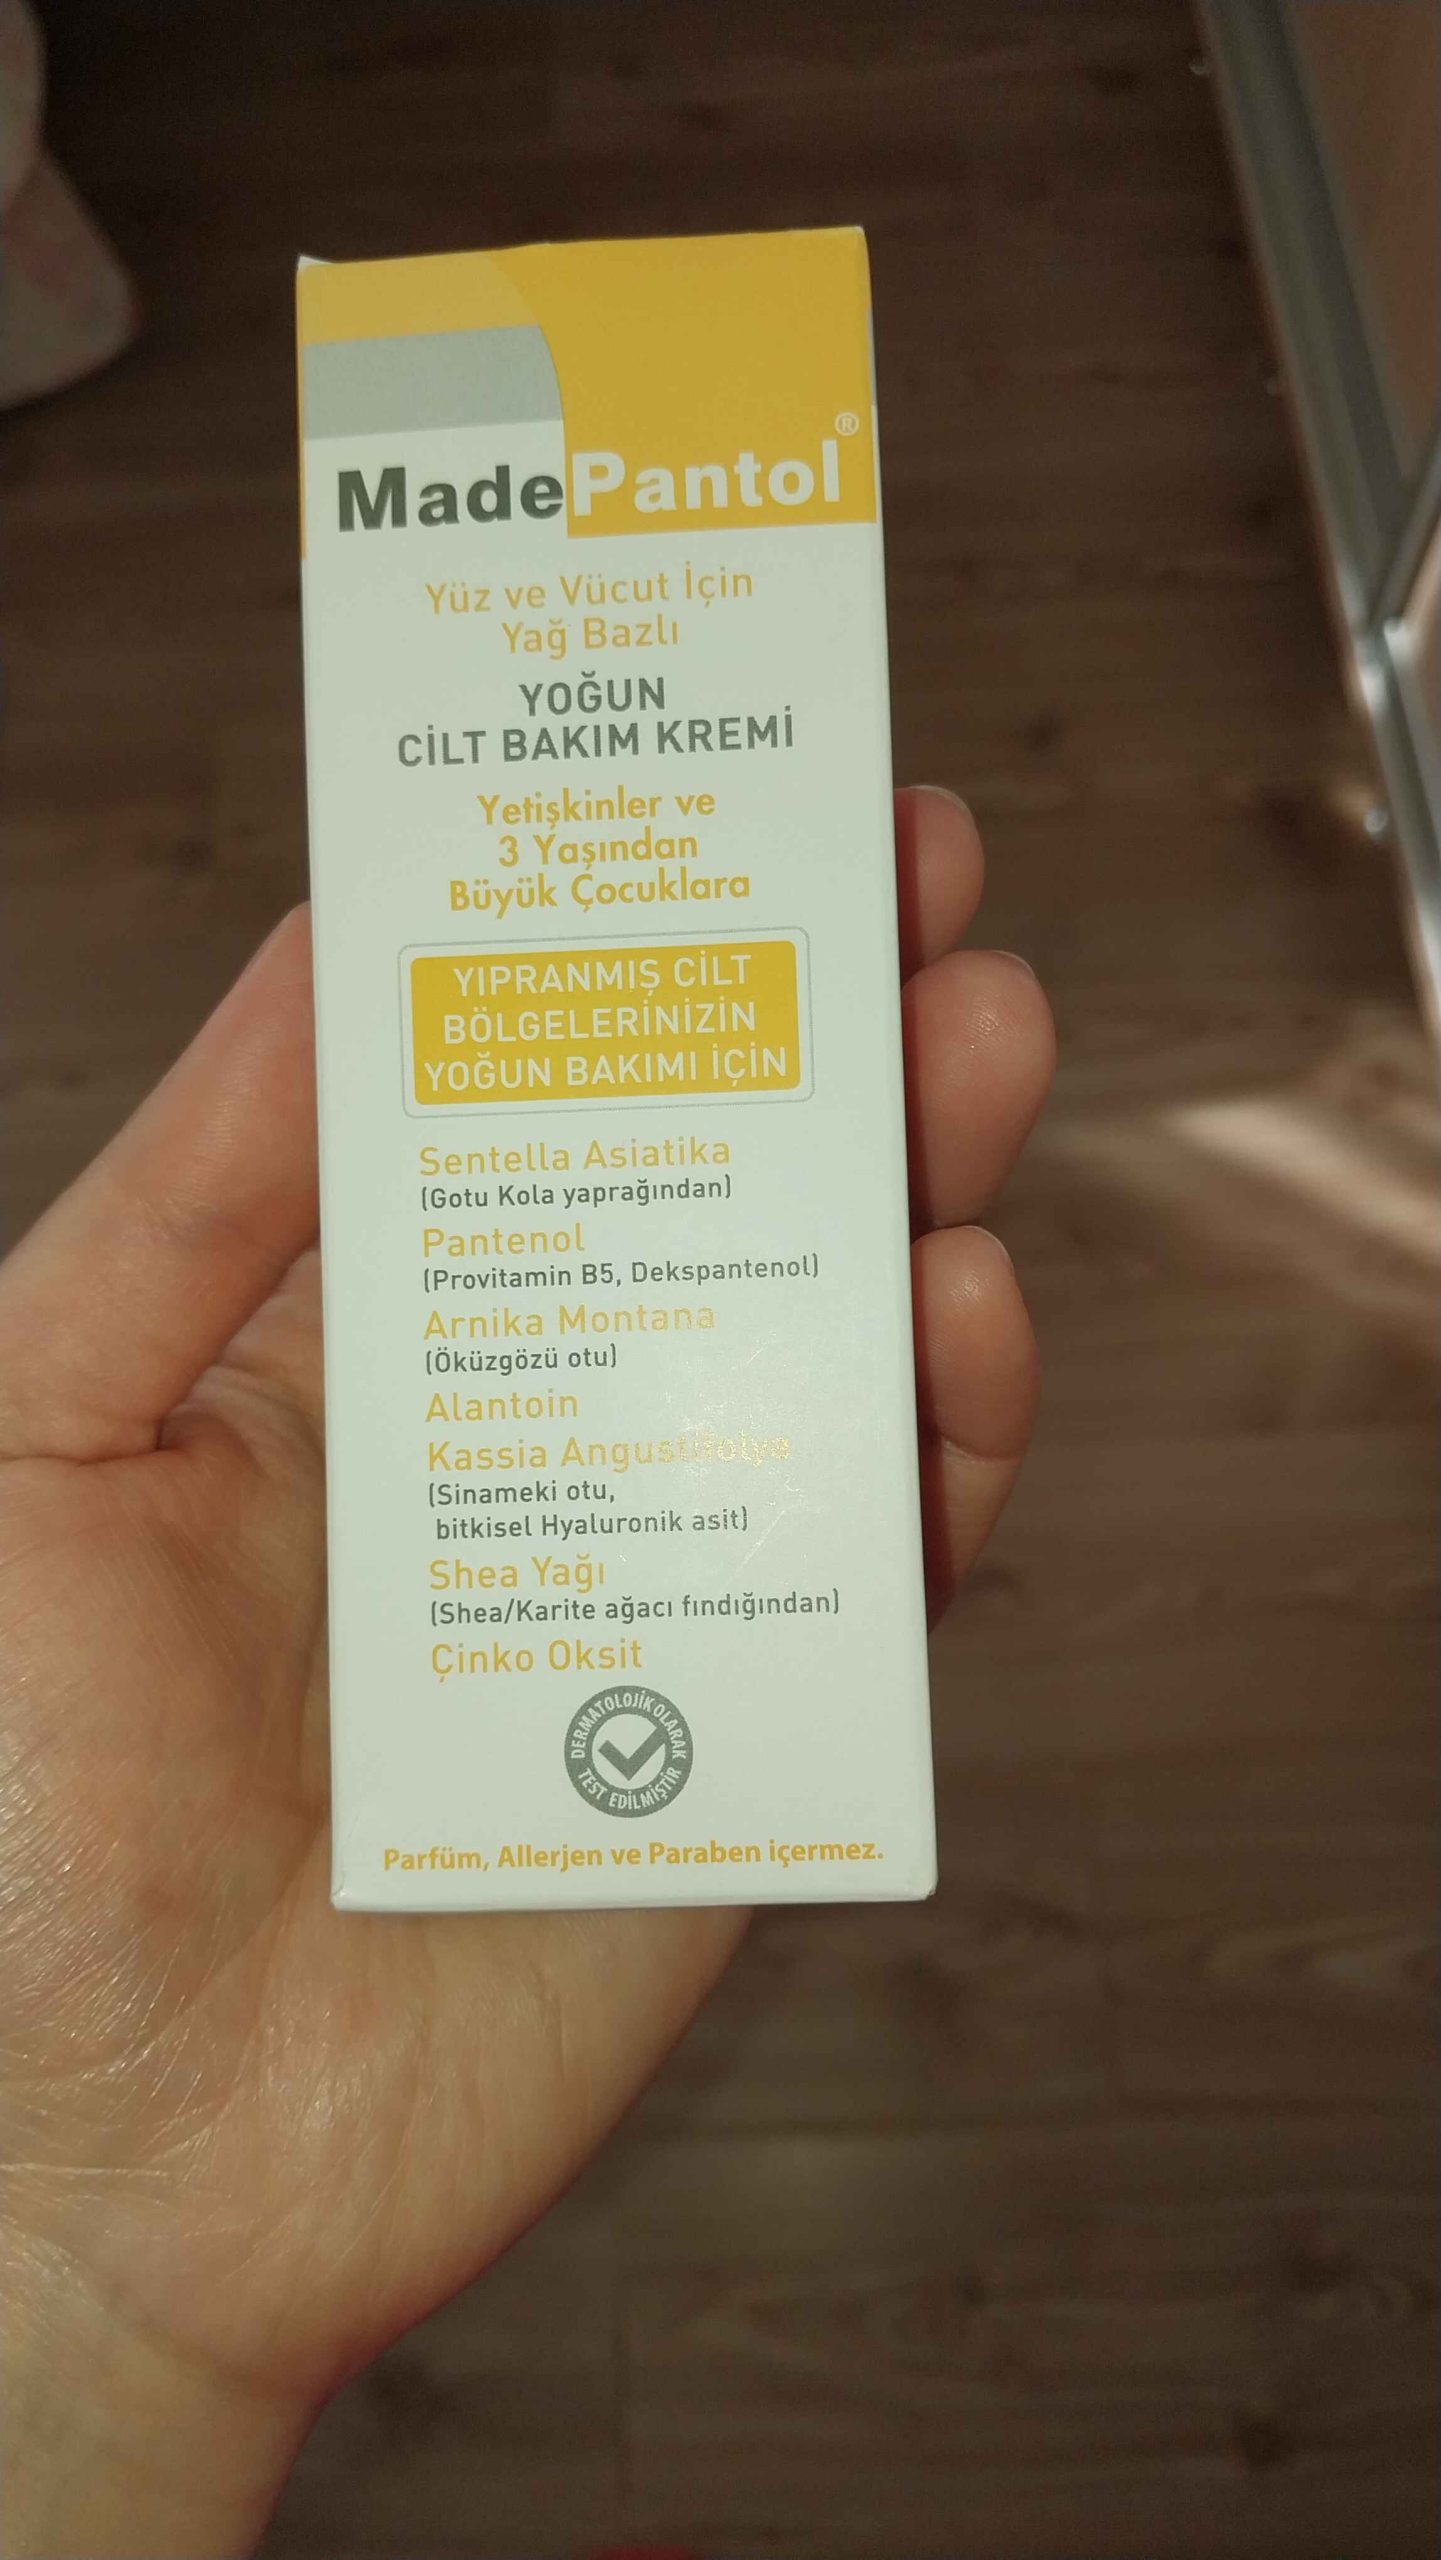 MadePantol®
Yüz ve Vücut İçin
Yağ Bazlı
YOĞUN
CİLT BAKIM KREMİ
Yetişkinler ve
3 Yaşından
Büyük Çocuklara
YIPRANMIŞ CİLT
BÖLGELERİNİZİN
YOĞUN BAKIMI İÇİN
Sentella Asiatika
(Gotu Kola yaprağından)
Pantenol
(Provitamin B5, Dekspantenol)
Arnika Montana
(Öküzgözü otu)
Alantoin
Kassia Angustifolya
(Sinameki otu,
bitkisel Hyaluronik asit)
Shea Yağı
(Shea/Karite ağacı fındığından)
Çinko Oksit
DERMATOLOJİK OLARAK
TEST EDİLMİŞTİR
Parfüm, Allerjen ve Paraben içermez.